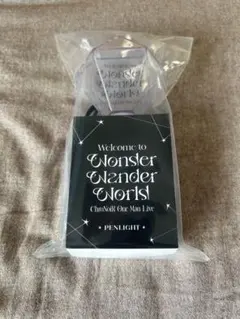 Welcome to
Wonder
Wander
World
ChroNoiR One Man Live
PENLIGHT